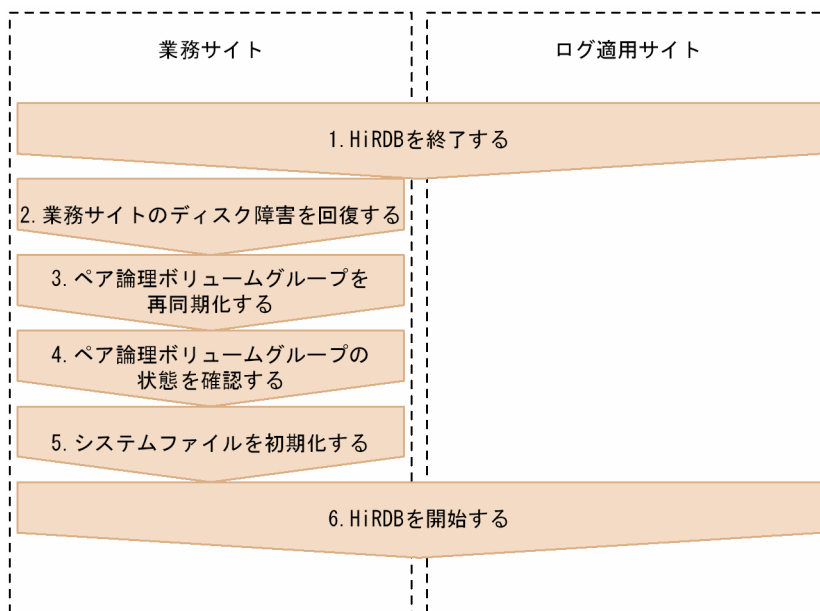 業務サイト
ログ適用サイト
1.HiRDBを終了する
2.業務サイトのディスク障害を回復する
3.ペア論理ボリュームグループを
再同期化する
4.ペア論理ボリュームグループの
状態を確認する
5.システムファイルを初期化する
6.HiRDBを開始する